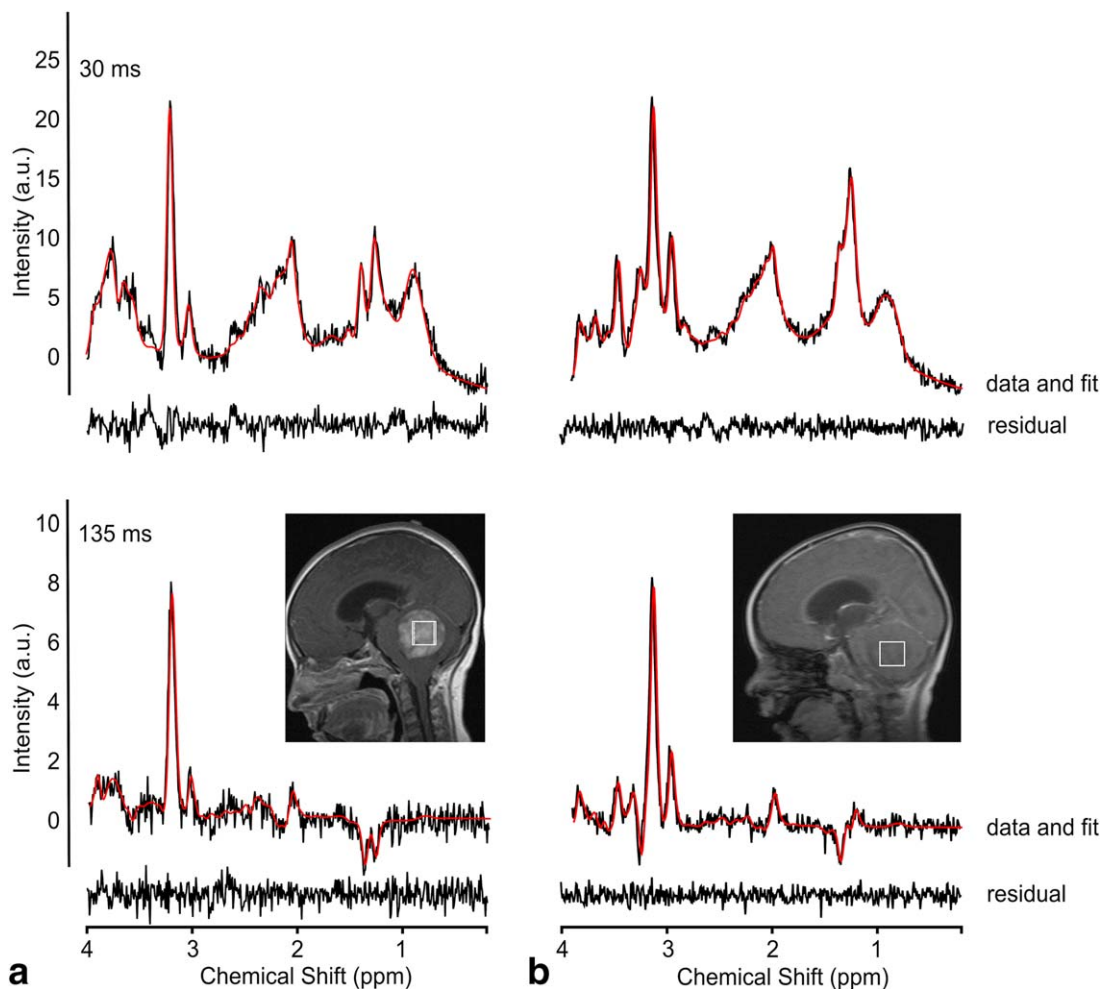 30 ms
Intensity (a.u.)
25
20
15
10
5
0
data and fit
residual
135 ms
Intensity (a.u.)
10
8
6
4
2
0
data and fit
residual
4 3 2 1 4 3 2 1
a Chemical Shift (ppm) b Chemical Shift (ppm)